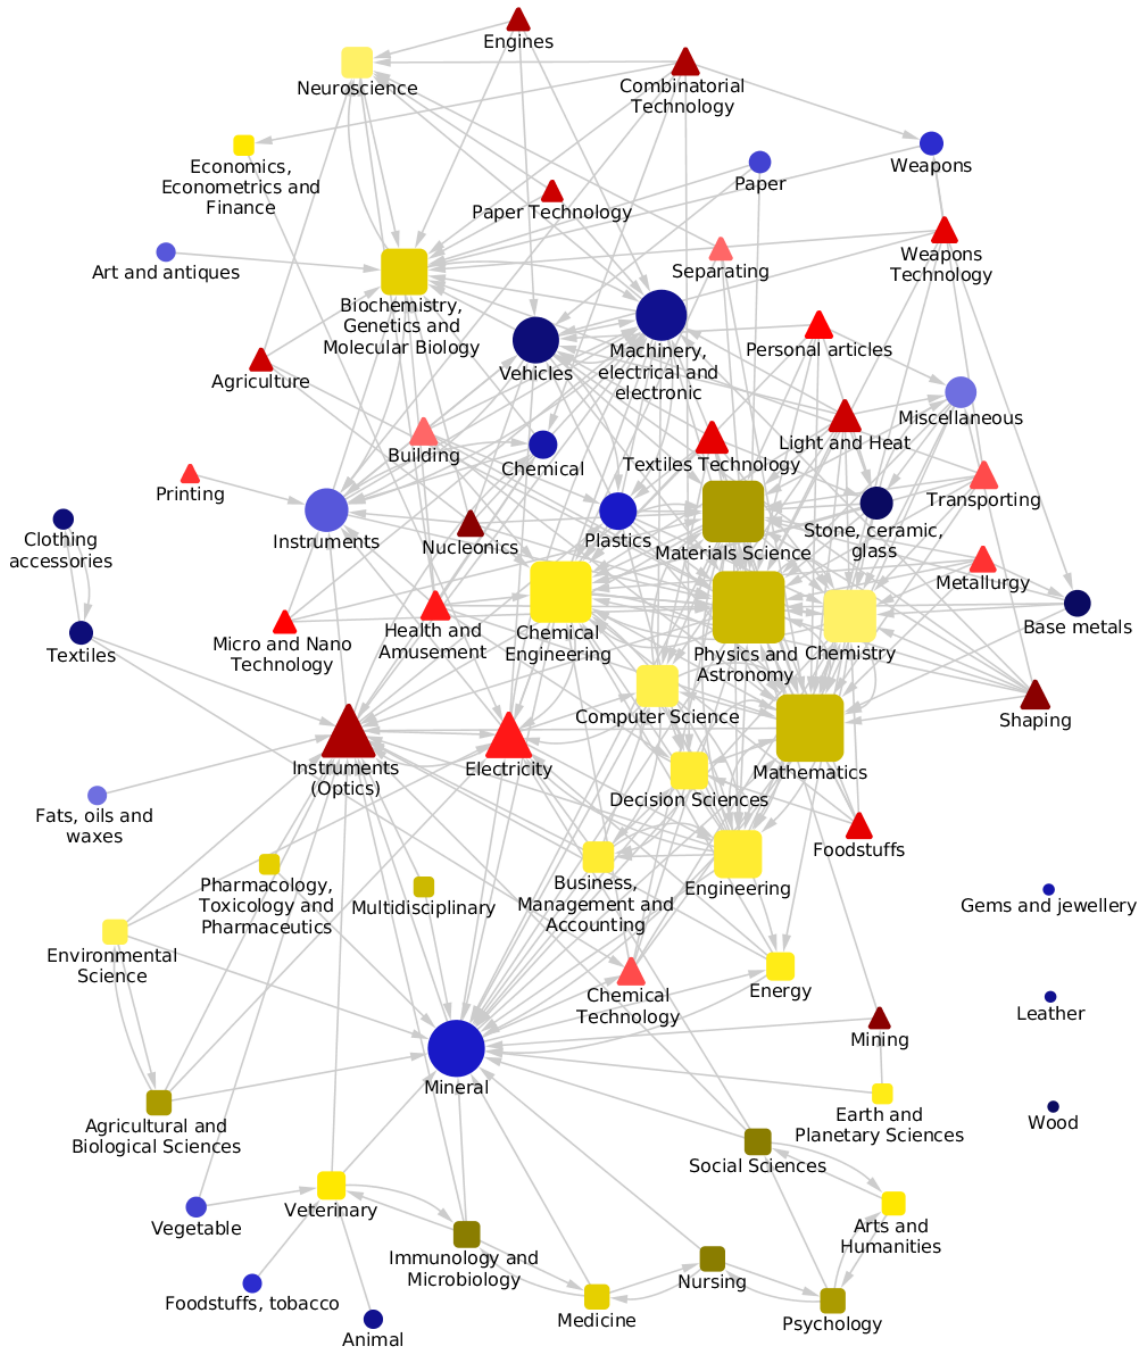 Engines
Neuroscience
Combinatorial
Technology
Economics,
Econometrics and
Finance
Weapons
Paper
Paper Technology
Art and antiques
Separating
Weapons
Technology
Biochemistry,
Genetics and
Molecular Biology
Vehicles
Machinery,
electrical and
electronic
Personal articles
Agriculture
Miscellaneous
Building
Chemical
Textiles Technology
Light and Heat
Printing
Transporting
Clothing
accessories
Instruments
Nucleonics
Plastics
Materials Science
Stone, ceramic,
glass
Metallurgy
Micro and Nano
Technology
Health and
Amusement
Chemical
Engineering
Physics and
Astronomy
Chemistry
Base metals
Textiles
Computer Science
Shaping
Instruments
(Optics)
Electricity
Mathematics
Decision Sciences
Fats, oils and
waxes
Foodstuffs
Pharmacology,
Toxicology and
Pharmaceutics
Multidisciplinary
Business,
Management and
Accounting
Engineering
Gems and jewellery
Environmental
Science
Chemical
Technology
Energy
Leather
Mining
Mineral
Agricultural and
Biological Sciences
Earth and
Planetary Sciences
Wood
Social Sciences
Vegetable
Veterinary
Arts and
Humanities
Immunology and
Microbiology
Nursing
Foodstuffs, tobacco
Medicine
Psychology
Animal